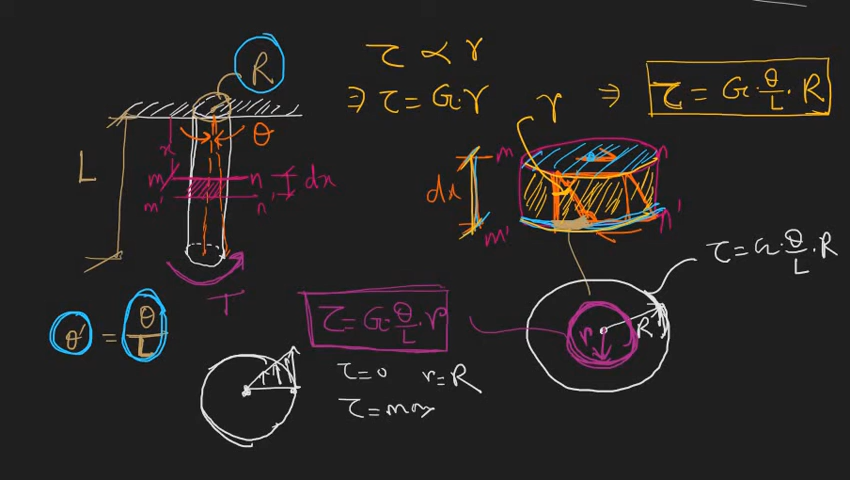 R
τ ∝ γ
⇒ τ = G·γ
⇒ τ = G·θ/L·R
L
x
θ
m n
m' n'
dx
T
γ
m n
dx
m' n'
τ = G·θ/L·R
θ' = θ/L
τ = G·θ/L·r
r
R
τ = 0 r = R
τ = max